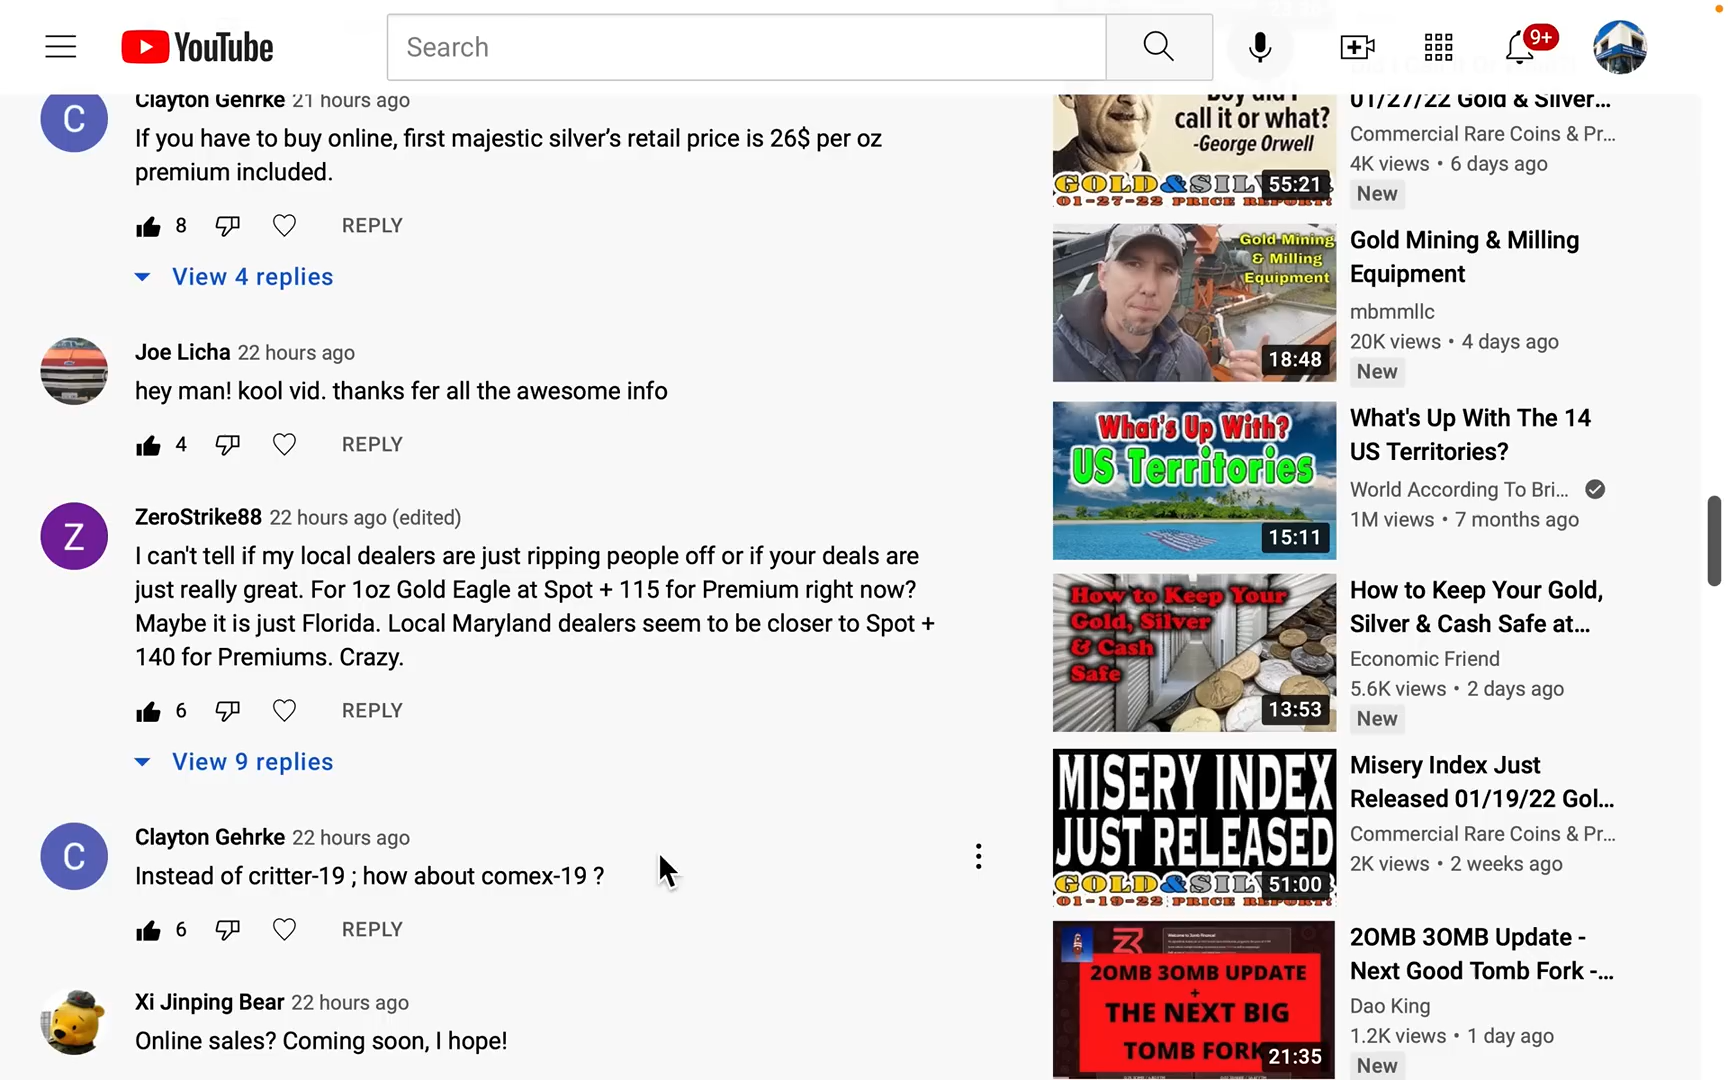 YouTube
Search
9+
Clayton Gehrke 21 hours ago
If you have to buy online, first majestic silver’s retail price is 26$ per oz
premium included.
8
REPLY
View 4 replies
Joe Licha 22 hours ago
hey man! kool vid. thanks fer all the awesome info
4
REPLY
ZeroStrike88 22 hours ago (edited)
I can't tell if my local dealers are just ripping people off or if your deals are
just really great. For 1oz Gold Eagle at Spot + 115 for Premium right now?
Maybe it is just Florida. Local Maryland dealers seem to be closer to Spot +
140 for Premiums. Crazy.
6
REPLY
View 9 replies
Clayton Gehrke 22 hours ago
Instead of critter-19 ; how about comex-19 ?
6
REPLY
Xi Jinping Bear 22 hours ago
Online sales? Coming soon, I hope!
Boy did I
call it or what?
-George Orwell
GOLD&SIL
55:21
01-27-22 PRICE REPORT!
01/27/22 Gold & Silver...
Commercial Rare Coins & Pr...
4K views • 6 days ago
New
Gold Mining
& Milling
Equipment
18:48
Gold Mining & Milling
Equipment
mbmmllc
20K views • 4 days ago
New
What's Up With?
US Territories
15:11
What's Up With The 14
US Territories?
World According To Bri...
1M views • 7 months ago
How to Keep Your
Gold, Silver
& Cash
Safe
13:53
How to Keep Your Gold,
Silver & Cash Safe at...
Economic Friend
5.6K views • 2 days ago
New
MISERY INDEX
JUST RELEASED
GOLD&SIL
51:00
01-19-22 PRICE REPORT!
Misery Index Just
Released 01/19/22 Gol...
Commercial Rare Coins & Pr...
2K views • 2 weeks ago
2OMB 3OMB UPDATE
+
THE NEXT BIG
TOMB FORK
21:35
2OMB 3OMB Update -
Next Good Tomb Fork -...
Dao King
1.2K views • 1 day ago
New